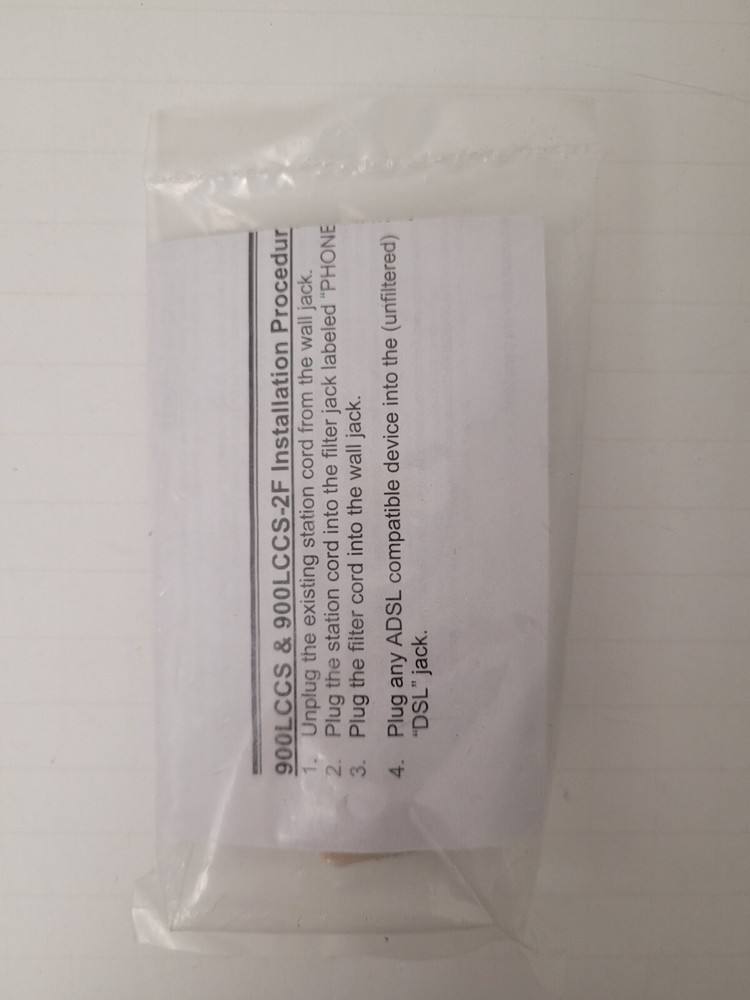 900LCCS & 900LCCS-2F Installation Procedur
1. Unplug the existing station cord from the wall jack.
2. Plug the station cord into the filter jack labeled “PHONE
3. Plug the filter cord into the wall jack.
4. Plug any ADSL compatible device into the (unfiltered)
“DSL” jack.